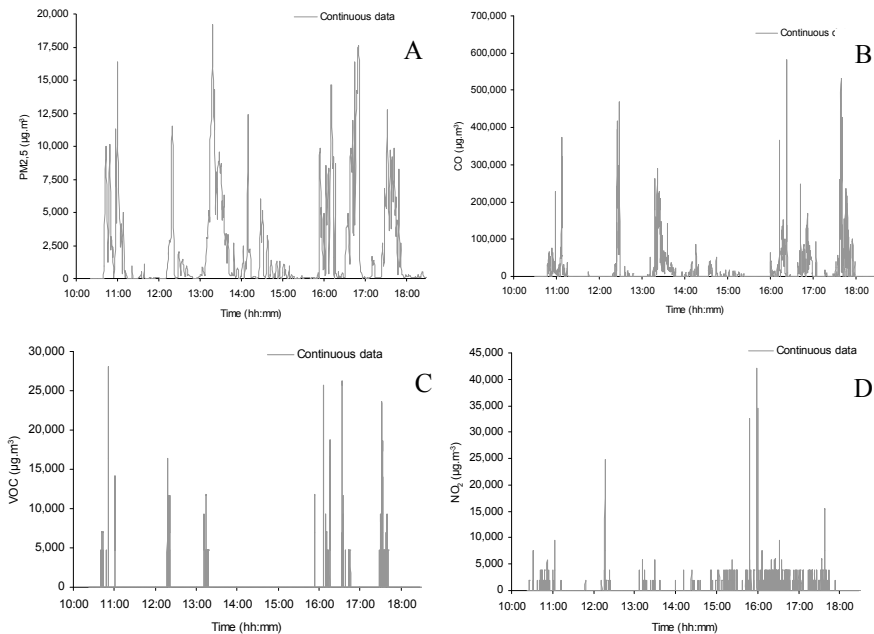 Continuous data
A
20,000
17,500
15,000
12,500
10,000
7,500
5,000
2,500
0
PM2,5 (µg.m³)
10:00 11:00 12:00 13:00 14:00 15:00 16:00 17:00 18:00
Time (hh:mm)
Continuous d
B
700,000
600,000
500,000
400,000
300,000
200,000
100,000
0
CO (µg.m³)
10:00 11:00 12:00 13:00 14:00 15:00 16:00 17:00 18:00
Time (hh:mm)
Continuous data
C
30,000
25,000
20,000
15,000
10,000
5,000
0
VOC (µg.m³)
10:00 11:00 12:00 13:00 14:00 15:00 16:00 17:00 18:00
Time (hh:mm)
Continuous data
D
45,000
40,000
35,000
30,000
25,000
20,000
15,000
10,000
5,000
0
NO₂ (µg.m³)
10:00 11:00 12:00 13:00 14:00 15:00 16:00 17:00 18:00
Time (hh:mm)